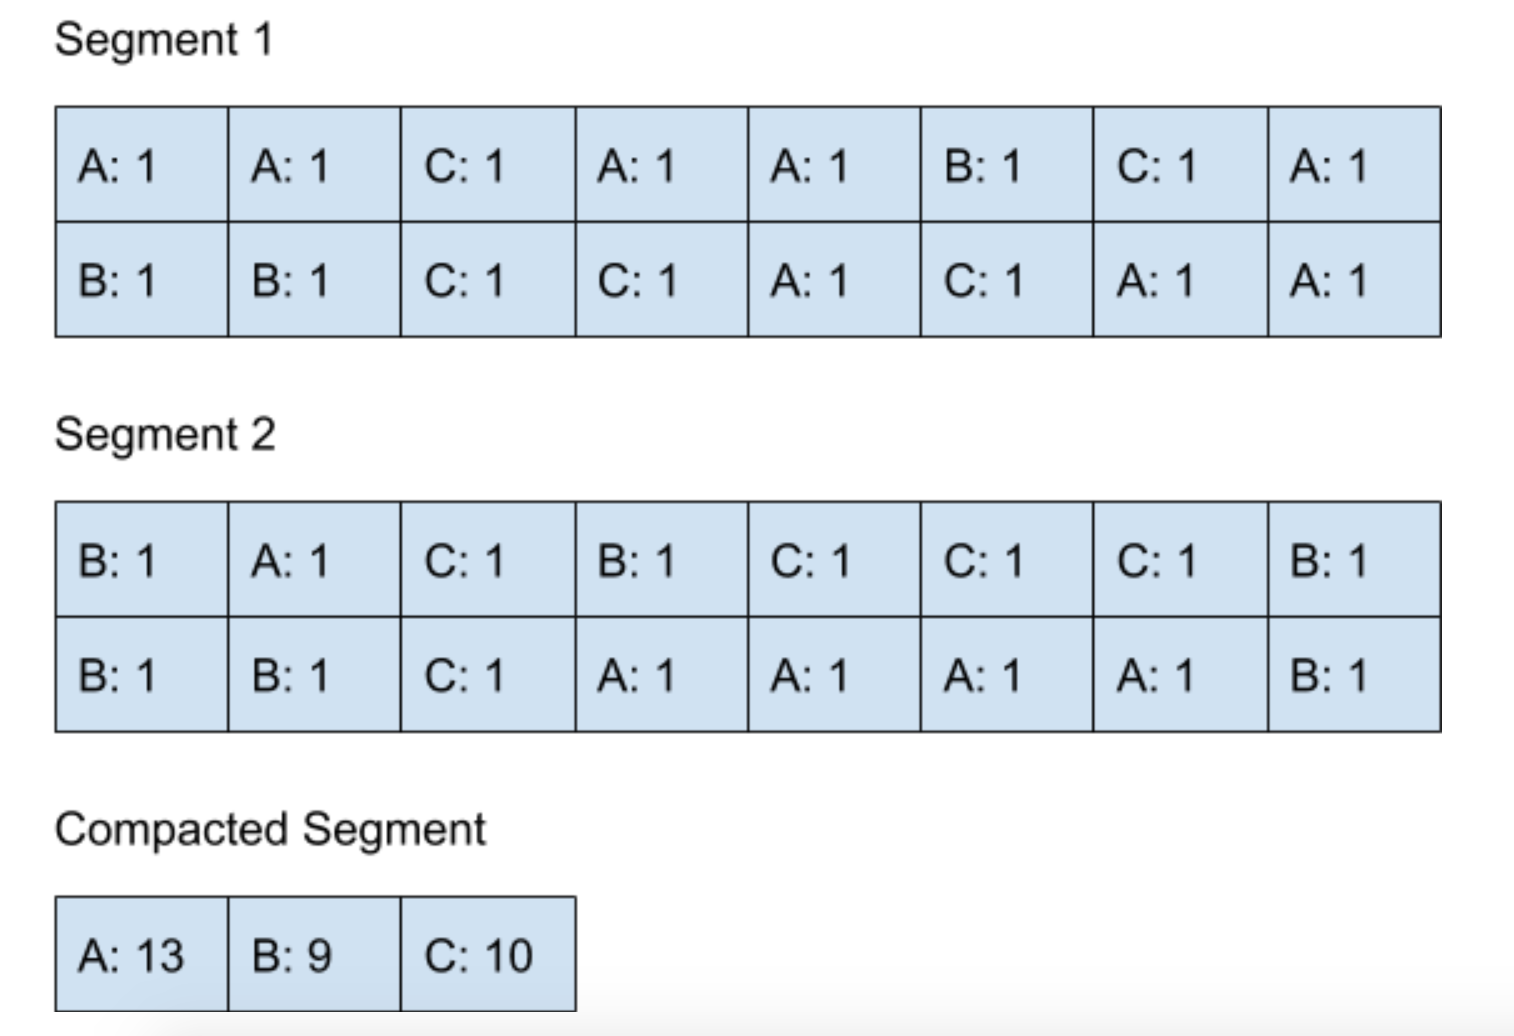 Segment 1
A: 1 A: 1 C: 1 A: 1 A: 1 B: 1 C: 1 A: 1
B: 1 B: 1 C: 1 C: 1 A: 1 C: 1 A: 1 A: 1
Segment 2
B: 1 A: 1 C: 1 B: 1 C: 1 C: 1 C: 1 B: 1
B: 1 B: 1 C: 1 A: 1 A: 1 A: 1 A: 1 B: 1
Compacted Segment
A: 13 B: 9 C: 10